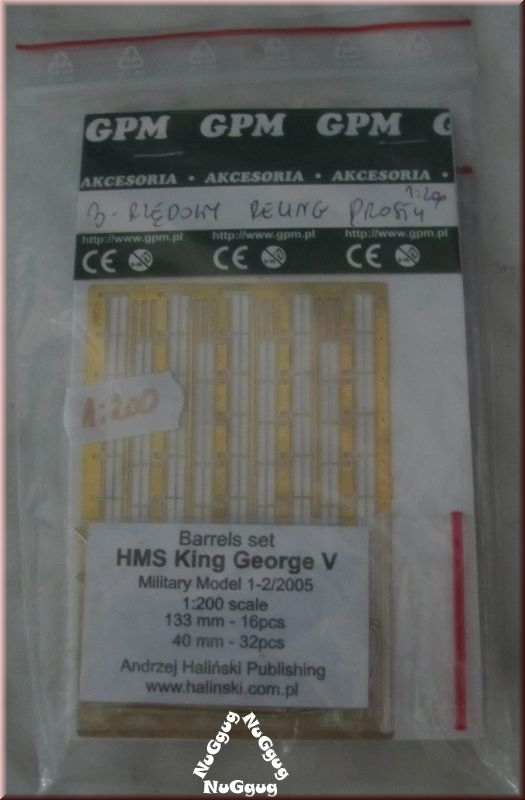 GPM GPM GPM G
AKCESORIA • AKCESORIA • AKCESORIA •
3-RZĘDOWY RELING PROSTY 1:200
http://www.gpm.pl http://www.gpm.pl http://www.gpm.pl
CE CE CE
1:200
Barrels set
HMS King George V
Military Model 1-2/2005
1:200 scale
133 mm - 16pcs
40 mm - 32pcs
Andrzej Haliński Publishing
www.halinski.com.pl
NuGgug NuGgug
NuGgug